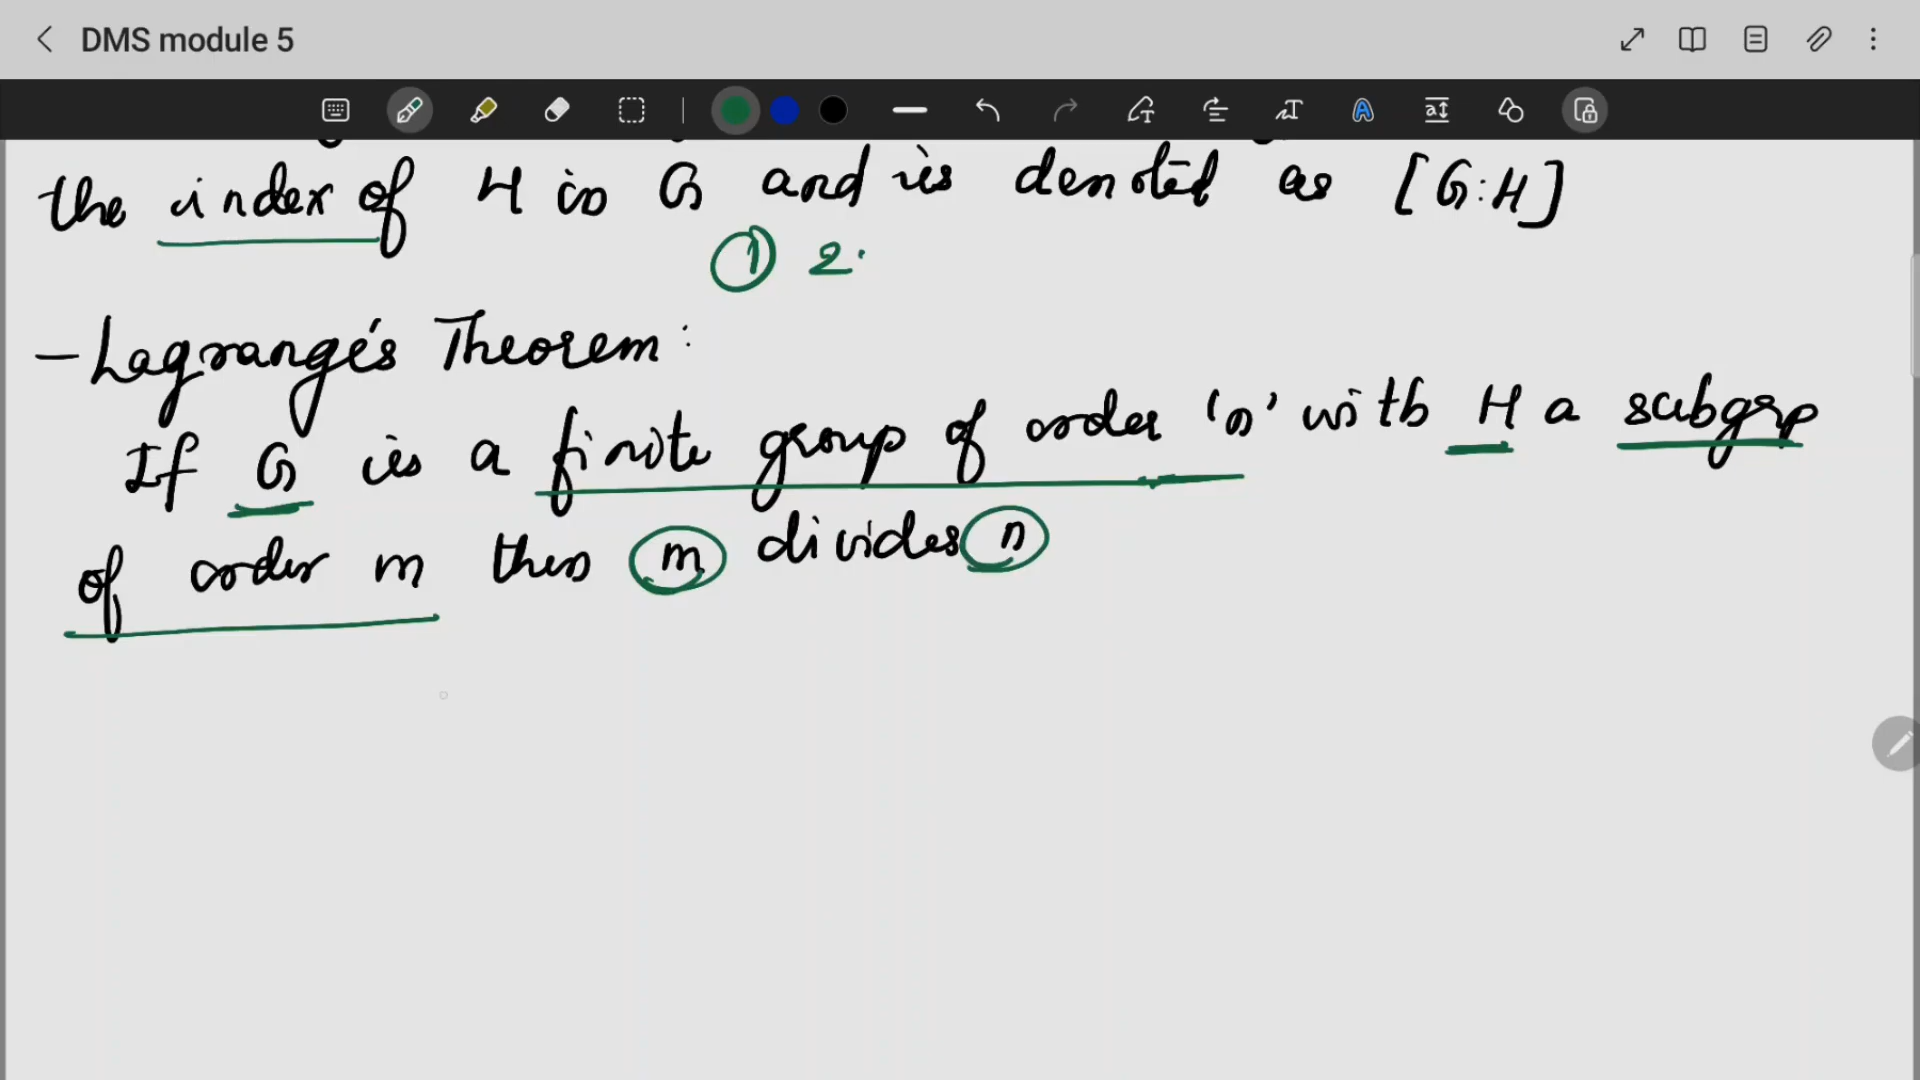 DMS module 5
the index of H in G and is denoted as [G:H]
① 2.
- Lagrange's Theorem:
If G is a finite group of order 'n' with H a subgrp
of order m then m divides n